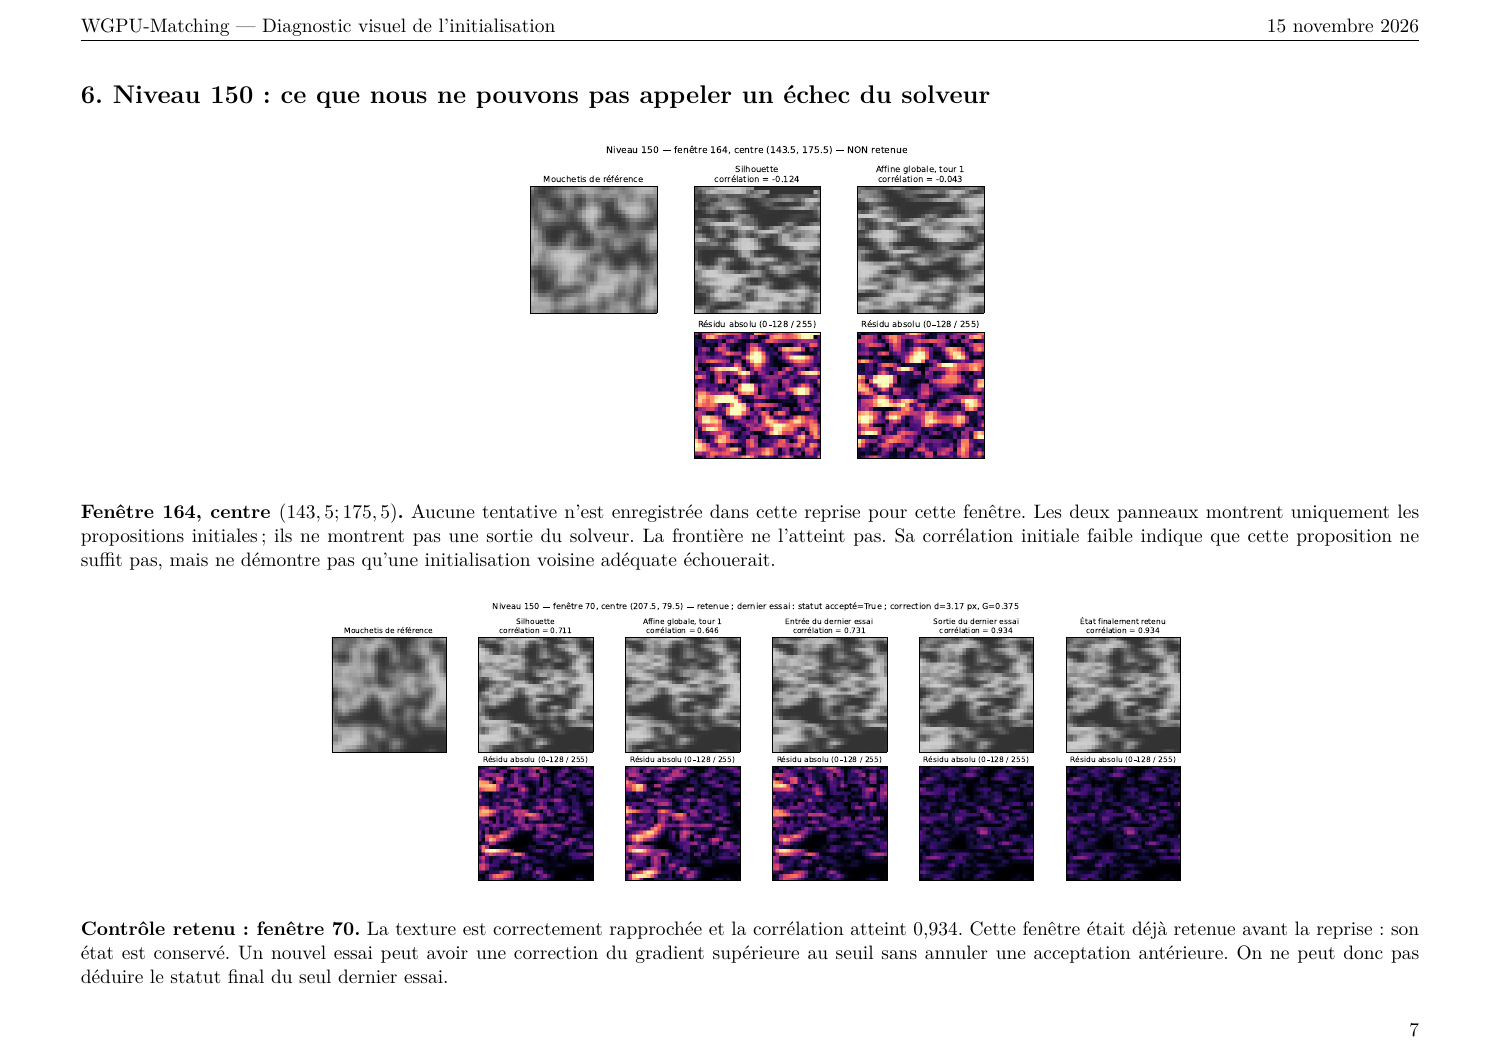 WGPU-Matching — Diagnostic visuel de l'initialisation 15 novembre 2026
6. Niveau 150 : ce que nous ne pouvons pas appeler un échec du solveur
Niveau 150 — fenêtre 164, centre (143.5, 175.5) — NON retenue
Mouchetis de référence
Silhouette
corrélation = -0.124
Affine globale, tour 1
corrélation = -0.043
Résidu absolu (0–128 / 255) Résidu absolu (0–128 / 255)
Fenêtre 164, centre (143, 5; 175, 5). Aucune tentative n'est enregistrée dans cette reprise pour cette fenêtre. Les deux panneaux montrent uniquement les
propositions initiales ; ils ne montrent pas une sortie du solveur. La frontière ne l'atteint pas. Sa corrélation initiale faible indique que cette proposition ne
suffit pas, mais ne démontre pas qu'une initialisation voisine adéquate échouerait.
Niveau 150 — fenêtre 70, centre (207.5, 79.5) — retenue ; dernier essai : statut accepté=True ; correction d=3.17 px, G=0.375
Mouchetis de référence
Silhouette
corrélation = 0.711
Affine globale, tour 1
corrélation = 0.646
Entrée du dernier essai
corrélation = 0.731
Sortie du dernier essai
corrélation = 0.934
État finalement retenu
corrélation = 0.934
Résidu absolu (0–128 / 255) Résidu absolu (0–128 / 255) Résidu absolu (0–128 / 255) Résidu absolu (0–128 / 255) Résidu absolu (0–128 / 255)
Contrôle retenu : fenêtre 70. La texture est correctement rapprochée et la corrélation atteint 0,934. Cette fenêtre était déjà retenue avant la reprise : son
état est conservé. Un nouvel essai peut avoir une correction du gradient supérieure au seuil sans annuler une acceptation antérieure. On ne peut donc pas
déduire le statut final du seul dernier essai.
7